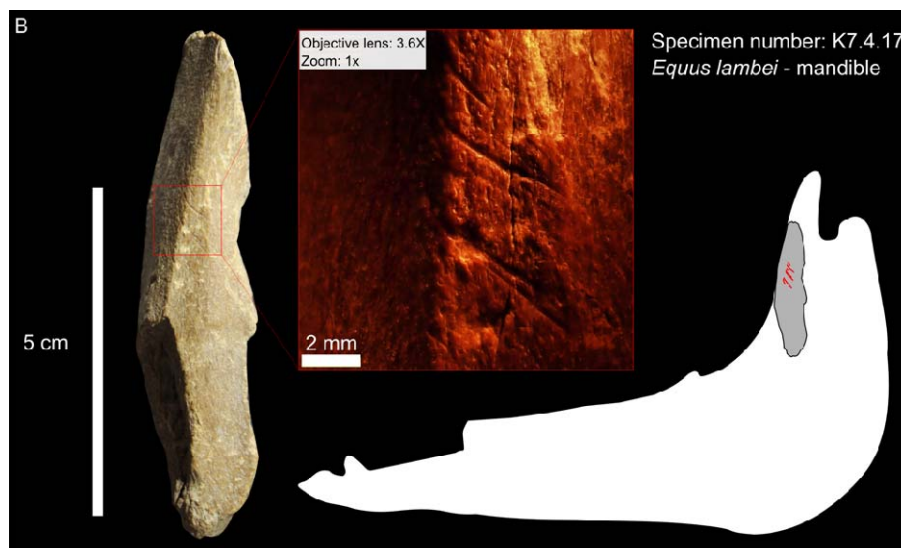 B
Objective lens: 3.6X
Zoom: 1x
Specimen number: K7.4.17
Equus lambei - mandible
5 cm
2 mm